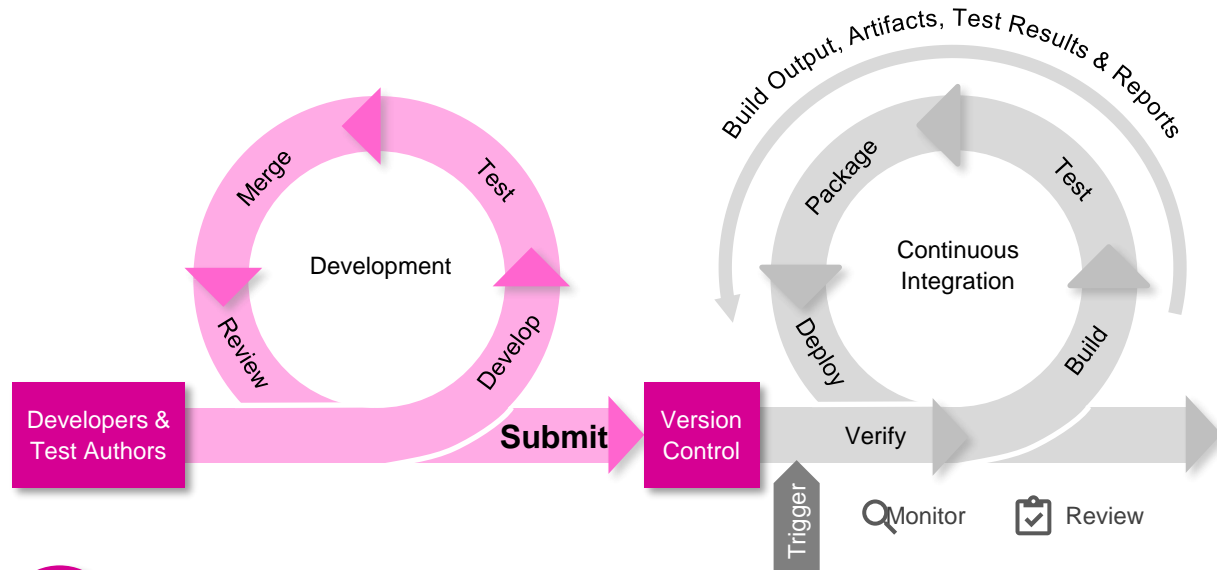 Build Output, Artifacts, Test Results & Reports
Merge
Test
Development
Review
Develop
Developers &
Test Authors
Submit
Version
Control
Package
Test
Continuous
Integration
Deploy
Build
Verify
Trigger
Monitor
Review